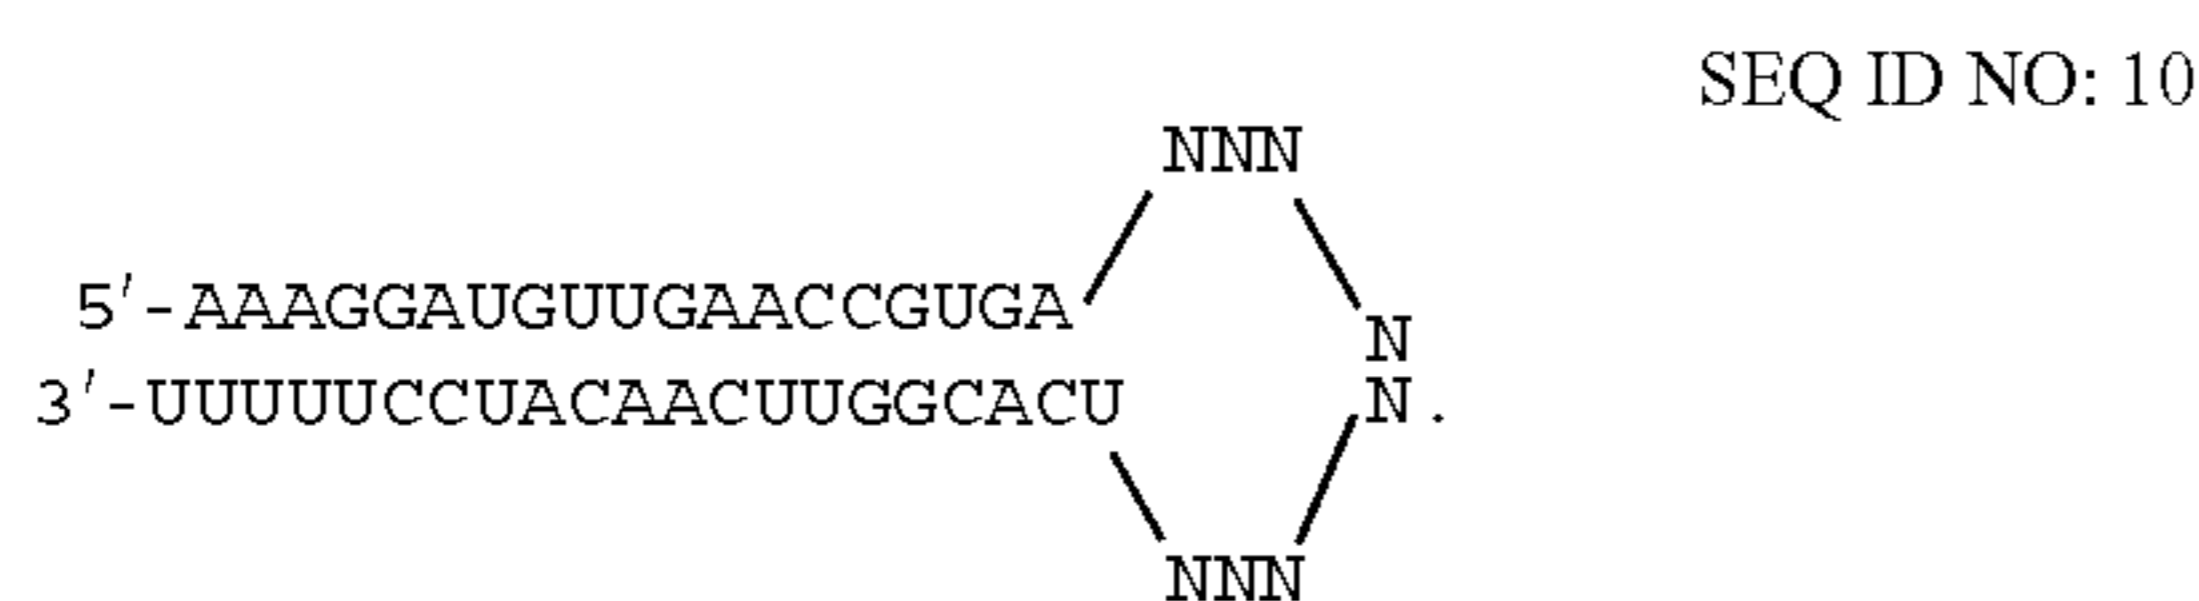 SEQ ID NO: 10
NNN
5'-AAAGGAUGUUGAACCGUGA
N
3'-UUUUUCCUACAACUUGGCACU
N.
NNN